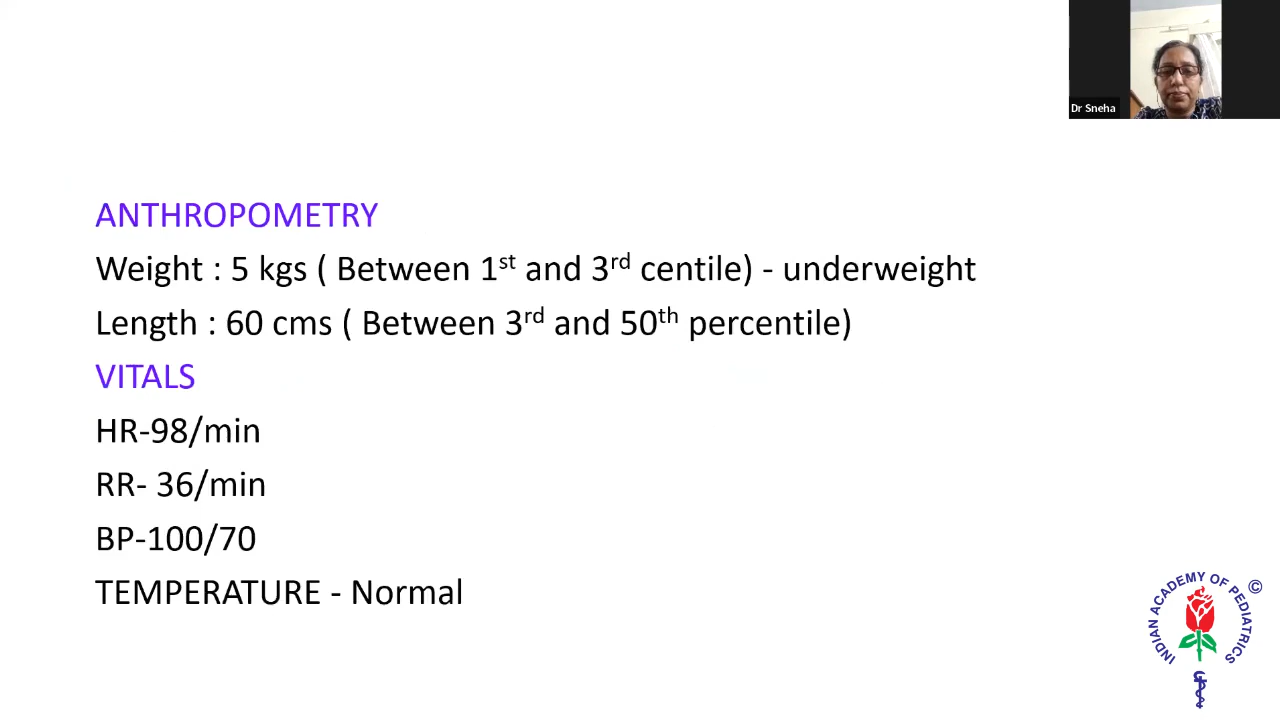 Dr Sneha
ANTHROPOMETRY
Weight : 5 kgs ( Between 1st and 3rd centile) - underweight
Length : 60 cms ( Between 3rd and 50th percentile)
VITALS
HR-98/min
RR- 36/min
BP-100/70
TEMPERATURE - Normal
INDIAN ACADEMY OF PEDIATRICS ©